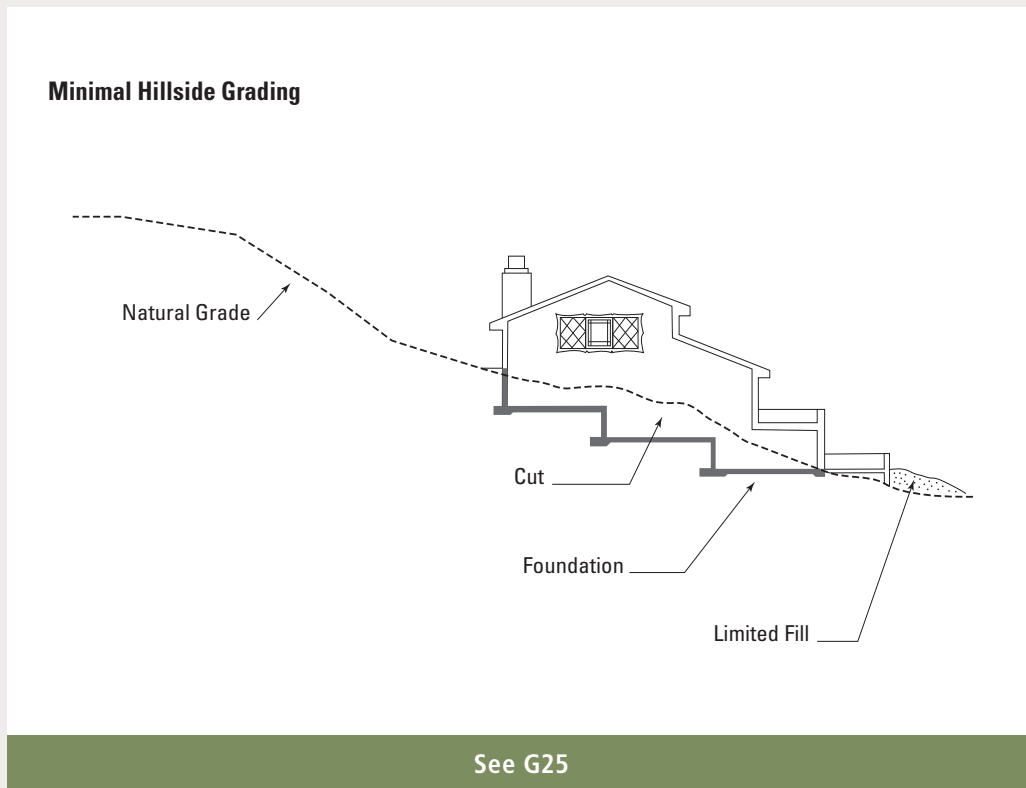 Minimal Hillside Grading
Natural Grade
Cut
Foundation
Limited Fill
See G25